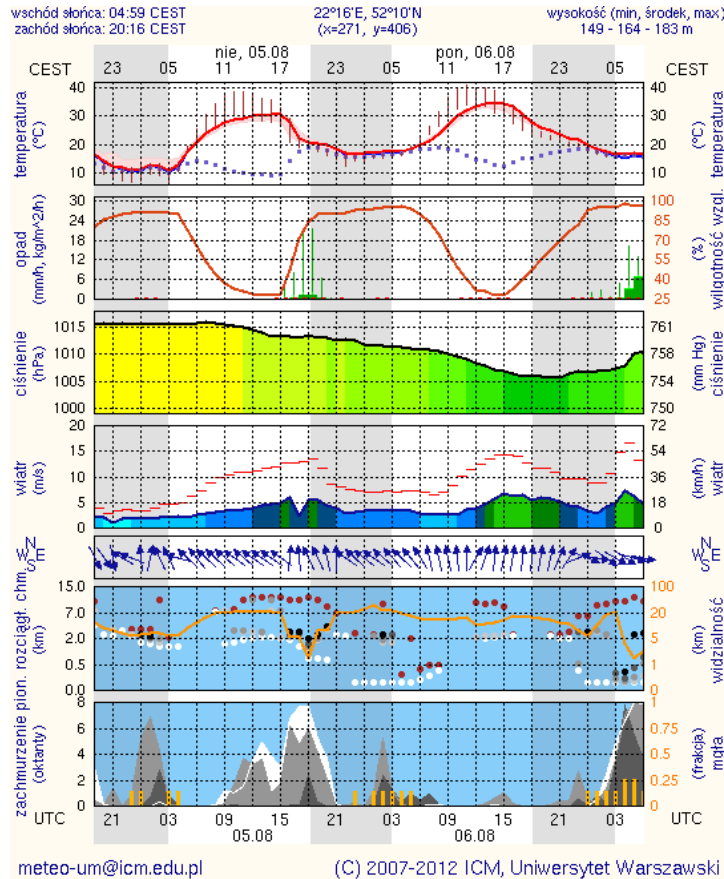 wschód słońca: 04:59 CEST 22°16'E, 52°10'N wysokość (min, środek, max)
zachód słońca: 20:16 CEST (x=271, y=406) 149 - 164 - 183 m
nie, 05.08 pon, 06.08
CEST 23 05 11 17 23 05 11 17 23 05 CEST
temperatura (°C) 40 30 20 10 40 30 20 10 temperatura (°C)
opad (mm/h, kg/m^2/h) 30 24 18 12 6 0 100 85 70 55 40 25 wilgotność wzgl. (%)
ciśnienie (hPa) 1015 1010 1005 1000 761 758 754 750 (mm Hg) ciśnienie
wiatr (m/s) 20 15 10 5 0 72 54 36 18 0 (km/h) wiatr
N E S W N E S W
pion. rozciągł. chm. (km) 15.0 7.0 2.0 0.5 0.0 100 20 5 1 0 (km) widzialność
zachmurzenie (oktanty) 8 6 4 2 0 1 0.75 0.5 0.25 0 (frakcja) mgła
UTC 21 03 09 15 21 03 09 15 21 03 UTC
05.08 06.08
meteo-um@icm.edu.pl (C) 2007-2012 ICM, Uniwersytet Warszawski